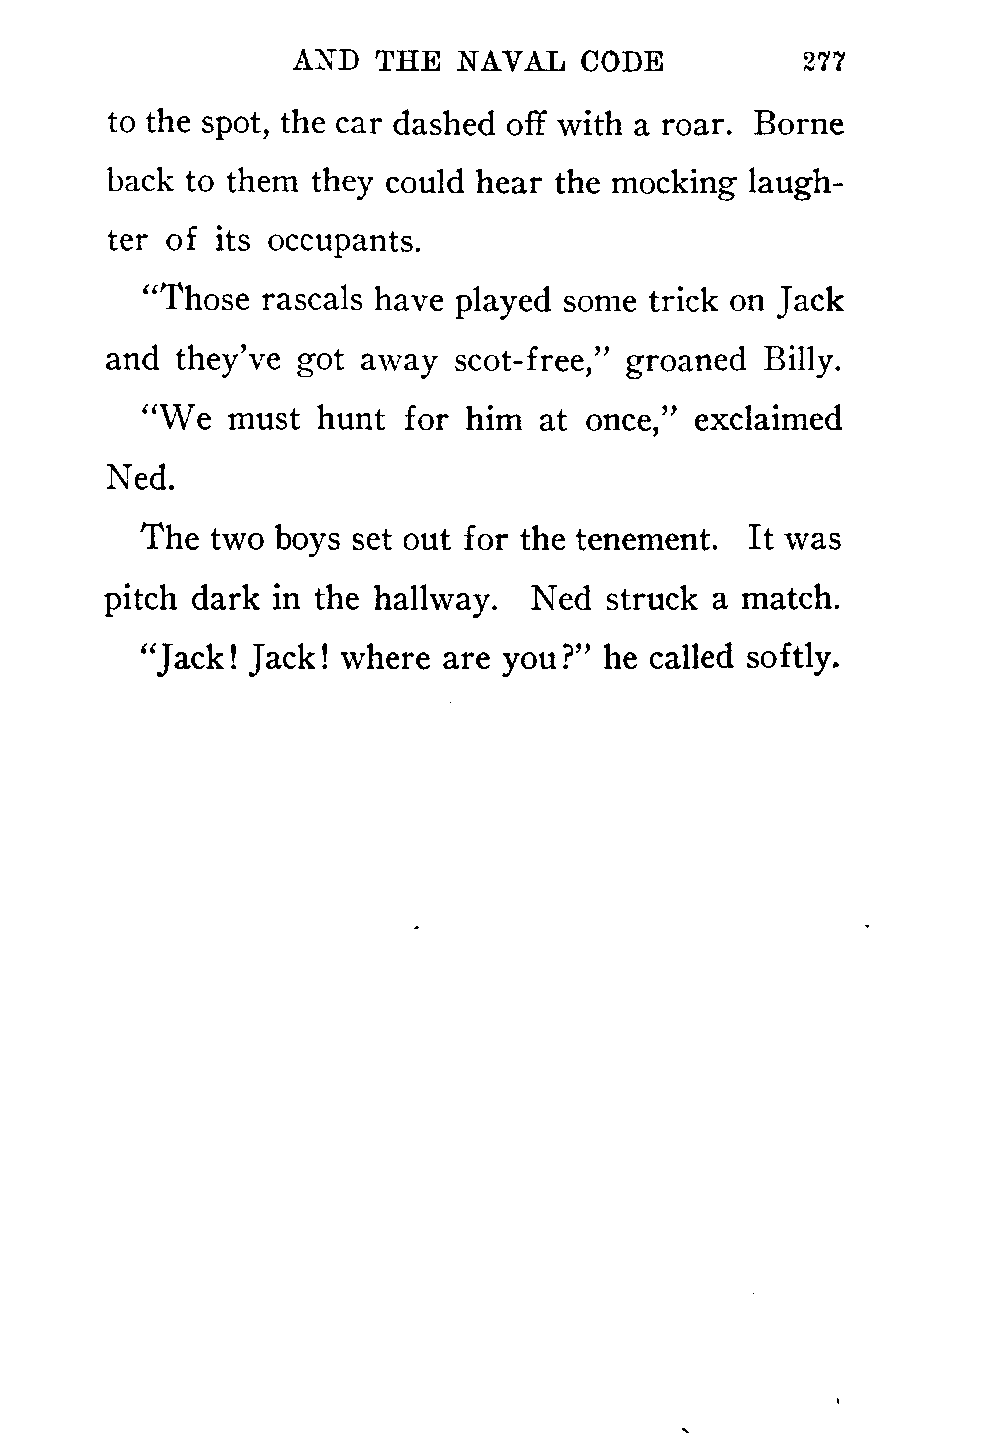 AND THE NAVAL CODE 277
to the spot, the car dashed off with a roar. Borne
back to them they could hear the mocking laugh-
ter of its occupants.
“Those rascals have played some trick on Jack
and they’ve got away scot-free,” groaned Billy.
“We must hunt for him at once,” exclaimed
Ned.
The two boys set out for the tenement. It was
pitch dark in the hallway. Ned struck a match.
“Jack! Jack! where are you?” he called softly.